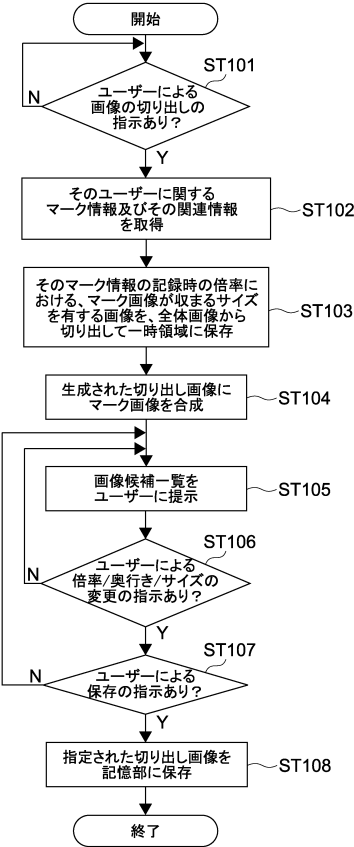 開始
ST101
ユーザーによる
画像の切り出しの
指示あり？
N
Y
そのユーザーに関する
マーク情報及びその関連情報
を取得
ST102
そのマーク情報の記録時の倍率に
おける、マーク画像が収まるサイズ
を有する画像を、全体画像から
切り出して一時領域に保存
ST103
生成された切り出し画像に
マーク画像を合成
ST104
画像候補一覧を
ユーザーに提示
ST105
ST106
ユーザーによる
倍率/奥行き/サイズの
変更の指示あり？
N
Y
ST107
ユーザーによる
保存の指示あり？
N
Y
指定された切り出し画像を
記憶部に保存
ST108
終了